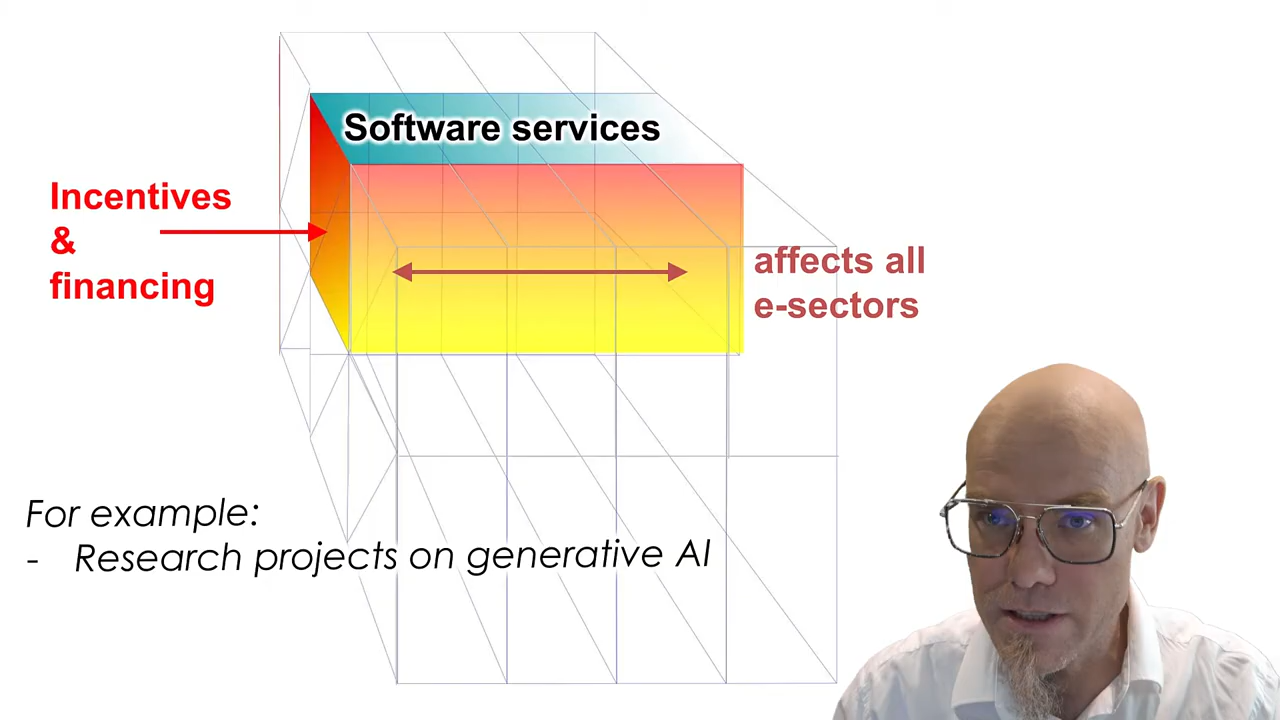 Software services
Incentives
&
financing
affects all
e-sectors
For example:
- Research projects on generative AI